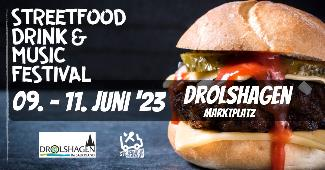 STREETFOOD
DRINK &
MUSIC
FESTIVAL
09. - 11. JUNI '23
DROLSHAGEN
MARKTPLATZ
DROLSHAGEN